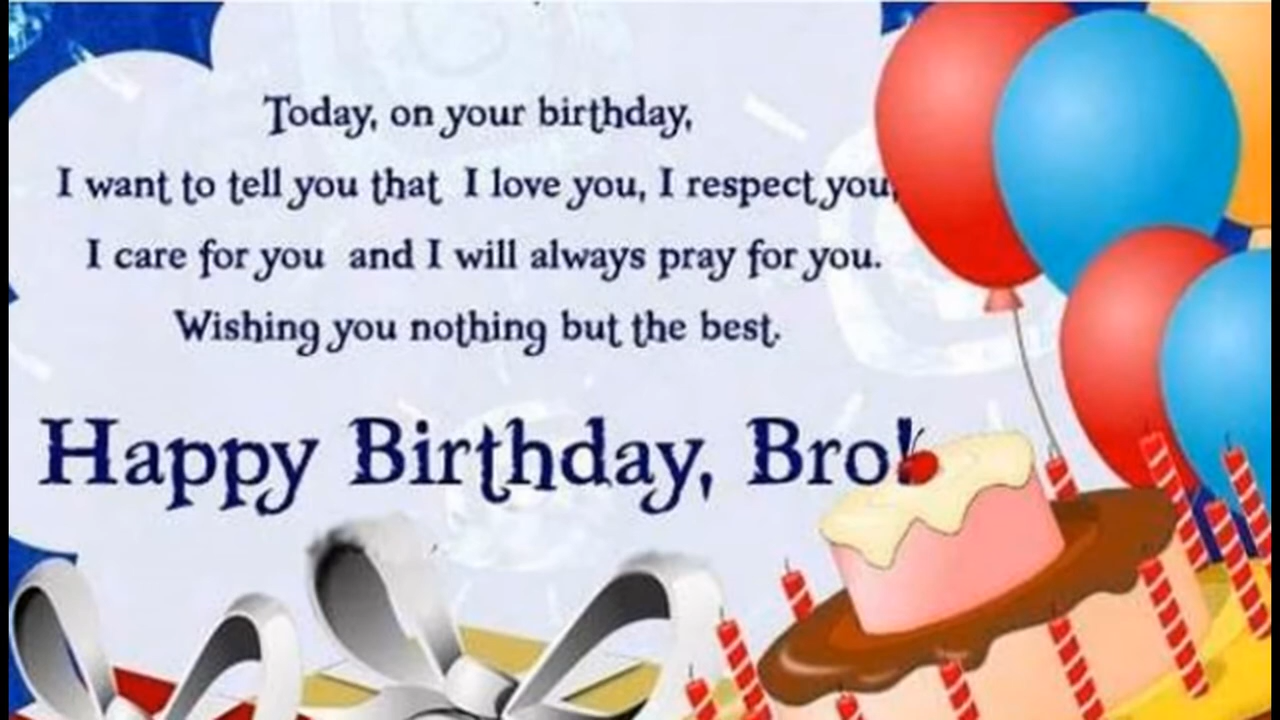 Today, on your birthday,
I want to tell you that I love you, I respect you,
I care for you and I will always pray for you.
Wishing you nothing but the best.
Happy Birthday, Bro!